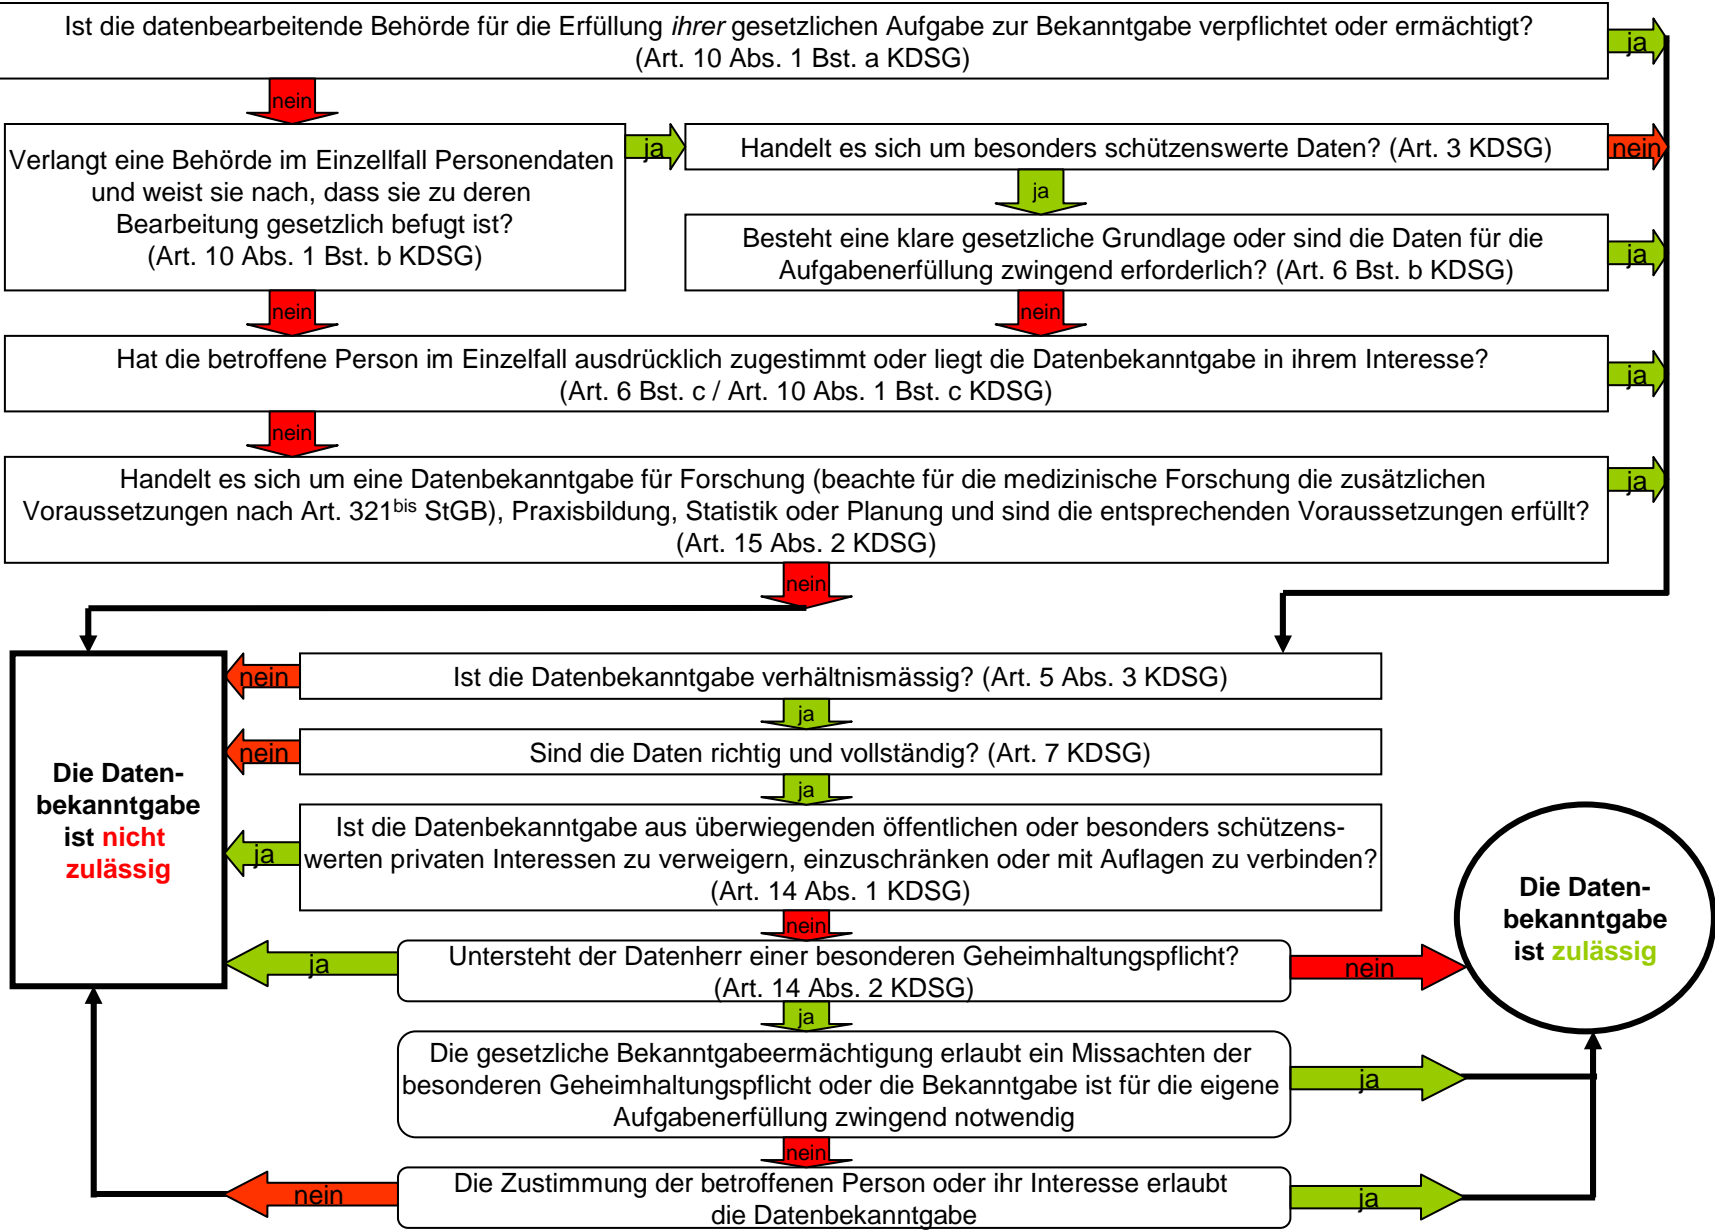 Ist die datenbearbeitende Behörde für die Erfüllung ihrer gesetzlichen Aufgabe zur Bekanntgabe verpflichtet oder ermächtigt?
(Art. 10 Abs. 1 Bst. a KDSG)
ja
nein
Verlangt eine Behörde im Einzellfall Personendaten
und weist sie nach, dass sie zu deren
Bearbeitung gesetzlich befugt ist?
(Art. 10 Abs. 1 Bst. b KDSG)
ja
Handelt es sich um besonders schützenswerte Daten? (Art. 3 KDSG)
nein
ja
Besteht eine klare gesetzliche Grundlage oder sind die Daten für die
Aufgabenerfüllung zwingend erforderlich? (Art. 6 Bst. b KDSG)
ja
nein
nein
Hat die betroffene Person im Einzelfall ausdrücklich zugestimmt oder liegt die Datenbekanntgabe in ihrem Interesse?
(Art. 6 Bst. c / Art. 10 Abs. 1 Bst. c KDSG)
ja
nein
Handelt es sich um eine Datenbekanntgabe für Forschung (beachte für die medizinische Forschung die zusätzlichen
Voraussetzungen nach Art. 321bis StGB), Praxisbildung, Statistik oder Planung und sind die entsprechenden Voraussetzungen erfüllt?
(Art. 15 Abs. 2 KDSG)
ja
nein
nein
Ist die Datenbekanntgabe verhältnismässig? (Art. 5 Abs. 3 KDSG)
ja
nein
Sind die Daten richtig und vollständig? (Art. 7 KDSG)
ja
Die Daten-
bekanntgabe
ist nicht
zulässig
ja
Ist die Datenbekanntgabe aus überwiegenden öffentlichen oder besonders schützens-
werten privaten Interessen zu verweigern, einzuschränken oder mit Auflagen zu verbinden?
(Art. 14 Abs. 1 KDSG)
nein
Die Daten-
bekanntgabe
ist zulässig
ja
Untersteht der Datenherr einer besonderen Geheimhaltungspflicht?
(Art. 14 Abs. 2 KDSG)
nein
ja
Die gesetzliche Bekanntgabeermächtigung erlaubt ein Missachten der
besonderen Geheimhaltungspflicht oder die Bekanntgabe ist für die eigene
Aufgabenerfüllung zwingend notwendig
ja
nein
nein
Die Zustimmung der betroffenen Person oder ihr Interesse erlaubt
die Datenbekanntgabe
ja